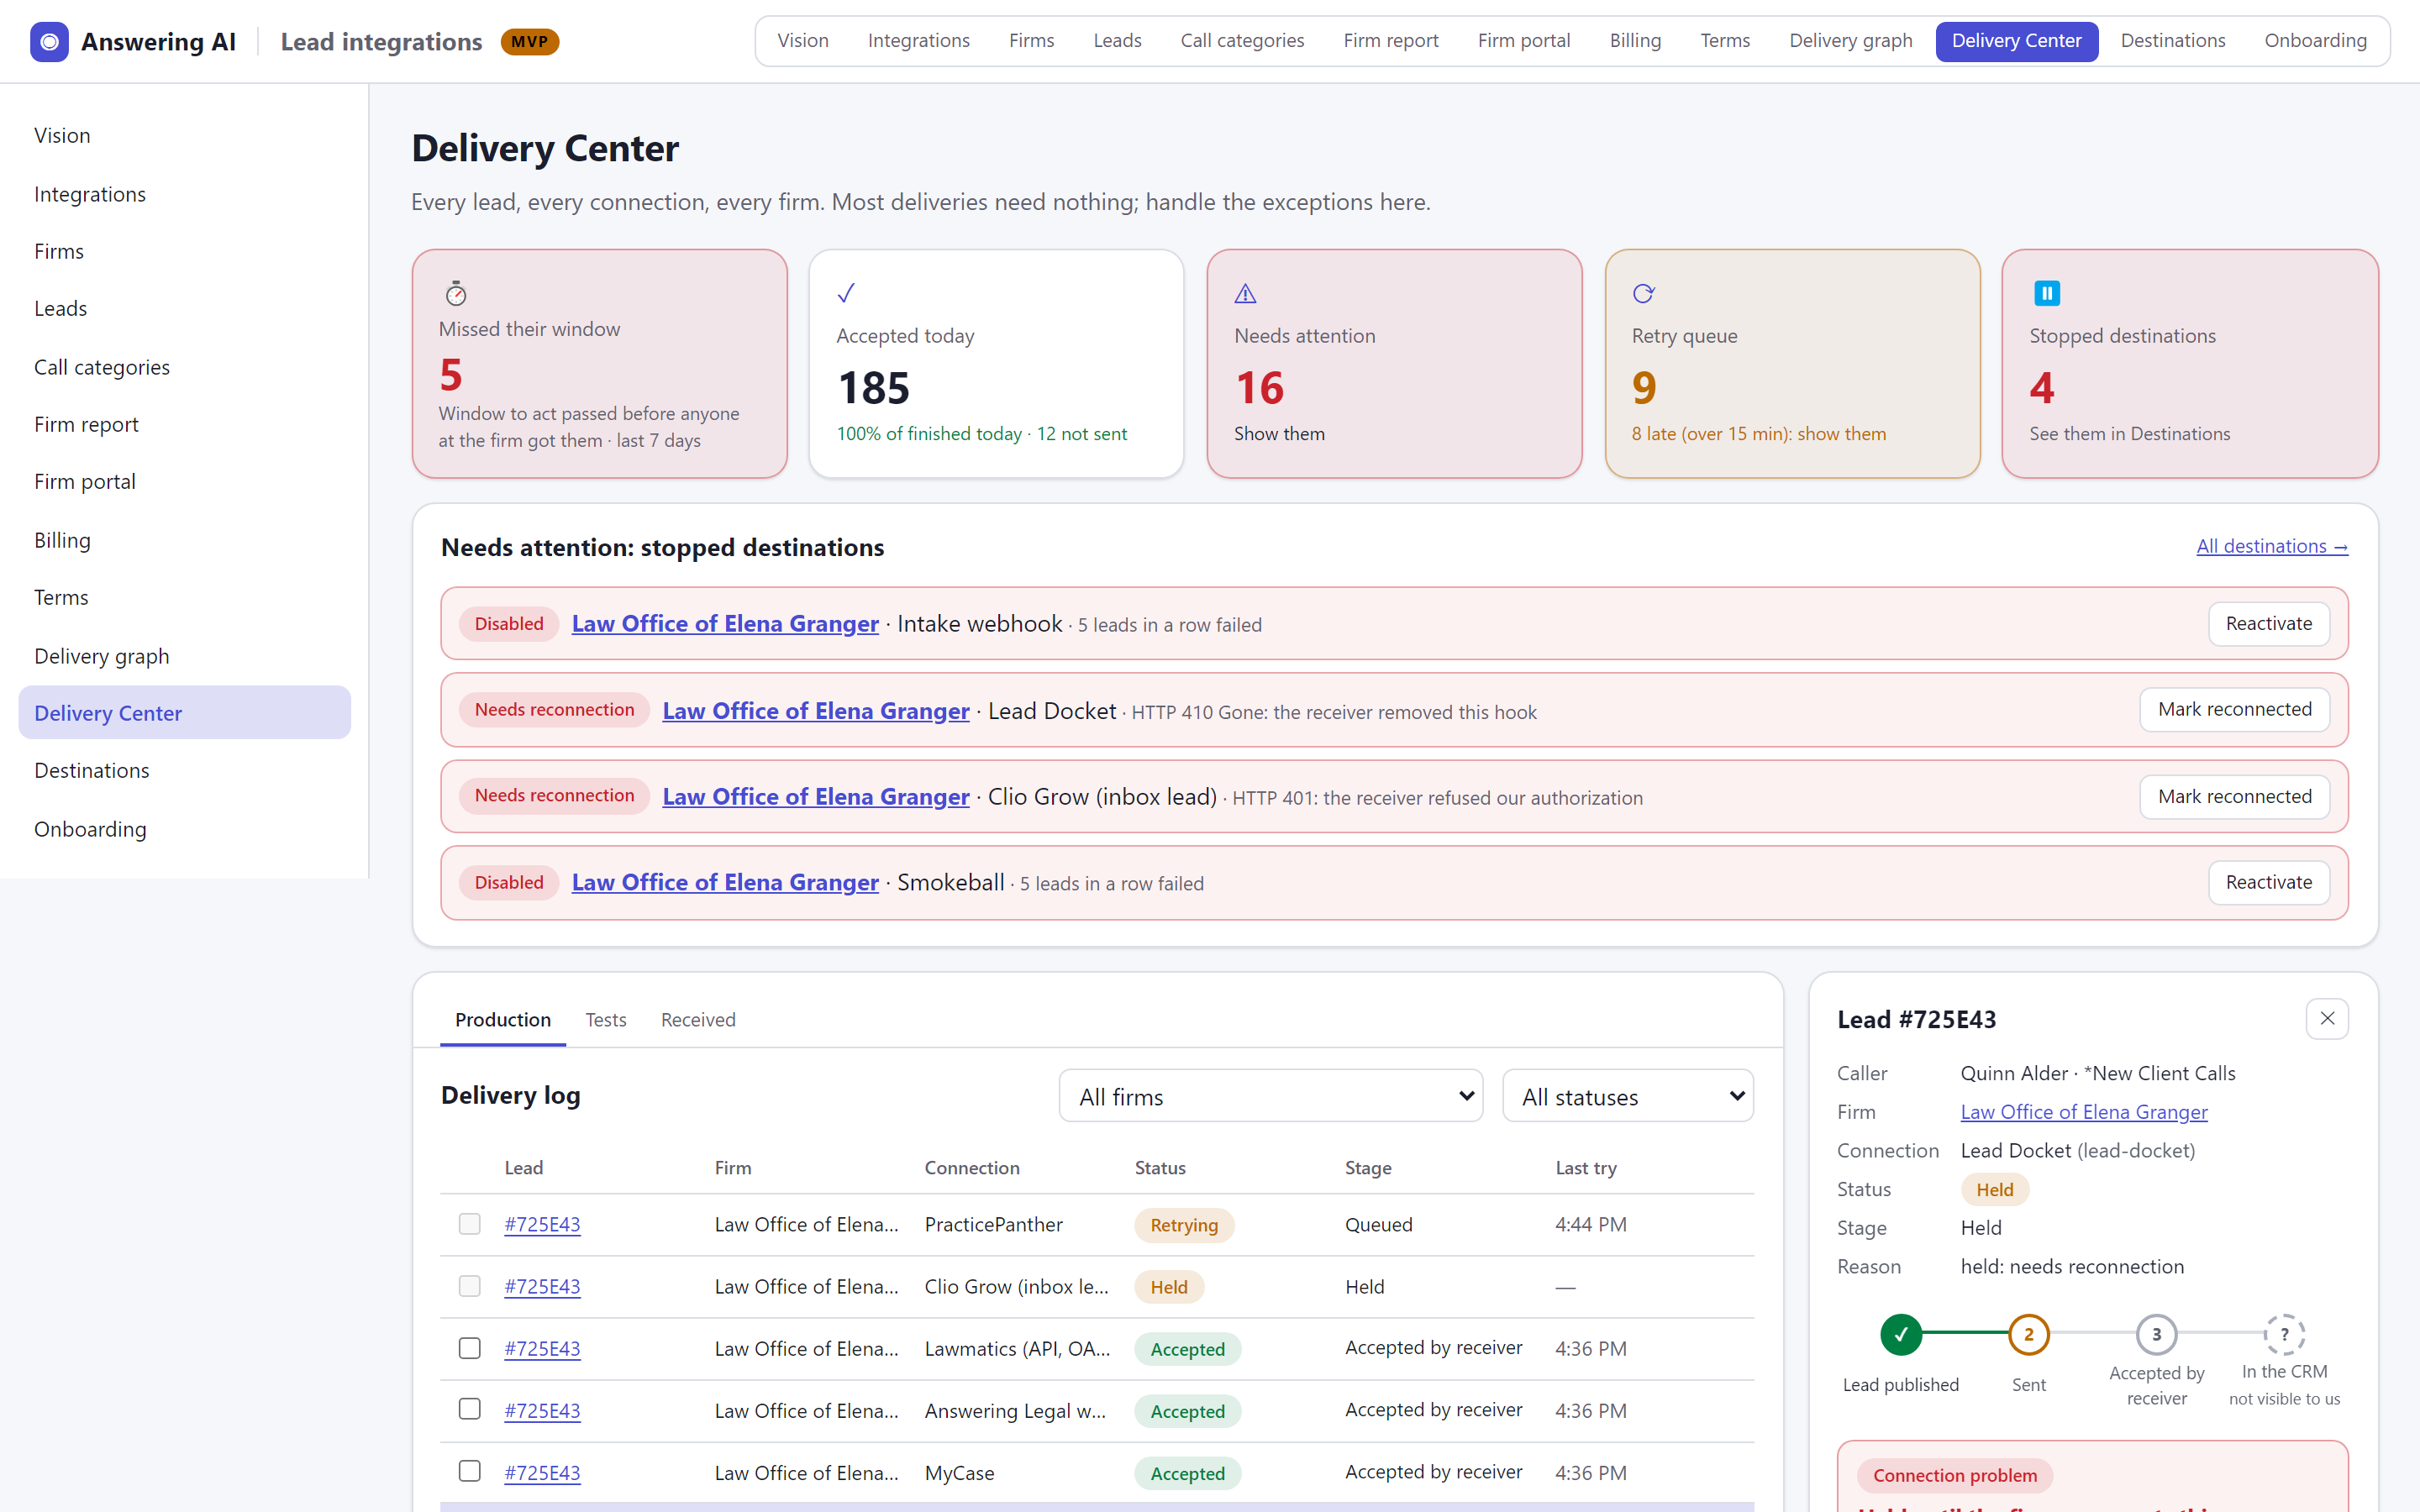 Answering AI
Lead integrations
MVP
Vision
Integrations
Firms
Leads
Call categories
Firm report
Firm portal
Billing
Terms
Delivery graph
Delivery Center
Destinations
Onboarding
Vision
Integrations
Firms
Leads
Call categories
Firm report
Firm portal
Billing
Terms
Delivery graph
Delivery Center
Destinations
Onboarding
Delivery Center
Every lead, every connection, every firm. Most deliveries need nothing; handle the exceptions here.
Missed their window
5
Window to act passed before anyone
at the firm got them · last 7 days
Accepted today
185
100% of finished today · 12 not sent
Needs attention
16
Show them
Retry queue
9
8 late (over 15 min): show them
Stopped destinations
4
See them in Destinations
Needs attention: stopped destinations
All destinations →
Disabled Law Office of Elena Granger · Intake webhook · 5 leads in a row failed Reactivate
Needs reconnection Law Office of Elena Granger · Lead Docket · HTTP 410 Gone: the receiver removed this hook Mark reconnected
Needs reconnection Law Office of Elena Granger · Clio Grow (inbox lead) · HTTP 401: the receiver refused our authorization Mark reconnected
Disabled Law Office of Elena Granger · Smokeball · 5 leads in a row failed Reactivate
Production Tests Received
Delivery log
All firms
All statuses
Lead Firm Connection Status Stage Last try
#725E43 Law Office of Elena... PracticePanther Retrying Queued 4:44 PM
#725E43 Law Office of Elena... Clio Grow (inbox le... Held Held —
#725E43 Law Office of Elena... Lawmatics (API, OA... Accepted Accepted by receiver 4:36 PM
#725E43 Law Office of Elena... Answering Legal w... Accepted Accepted by receiver 4:36 PM
#725E43 Law Office of Elena... MyCase Accepted Accepted by receiver 4:36 PM
Lead #725E43
Caller Quinn Alder · *New Client Calls
Firm Law Office of Elena Granger
Connection Lead Docket (lead-docket)
Status Held
Stage Held
Reason held: needs reconnection
✓ 2 3 ?
Lead published
Sent
Accepted by
receiver
In the CRM
not visible to us
Connection problem